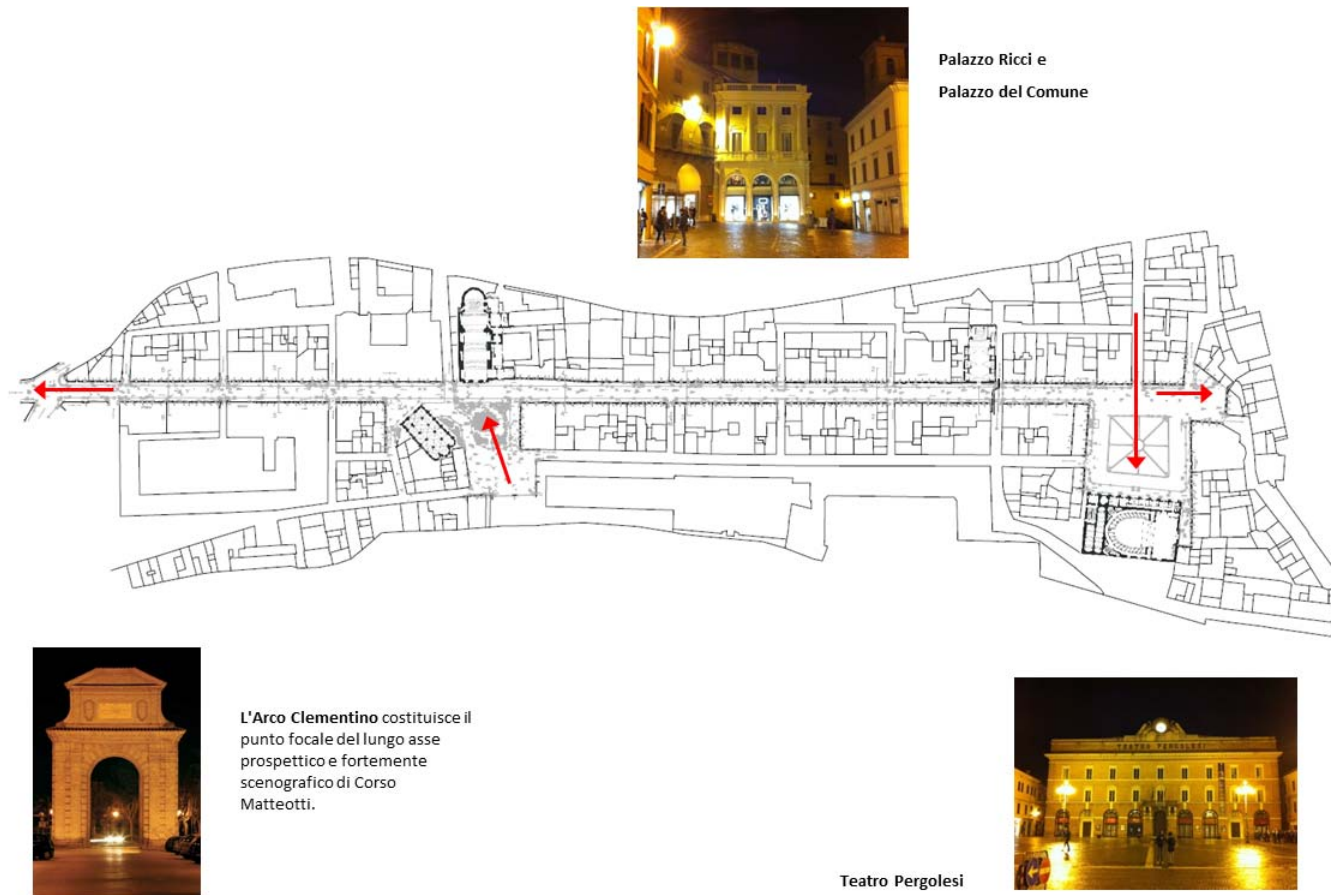 Palazzo Ricci e
Palazzo del Comune
L'Arco Clementino costituisce il
punto focale del lungo asse
prospettico e fortemente
scenografico di Corso
Matteotti.
TEATRO PERGOLESI
Teatro Pergolesi